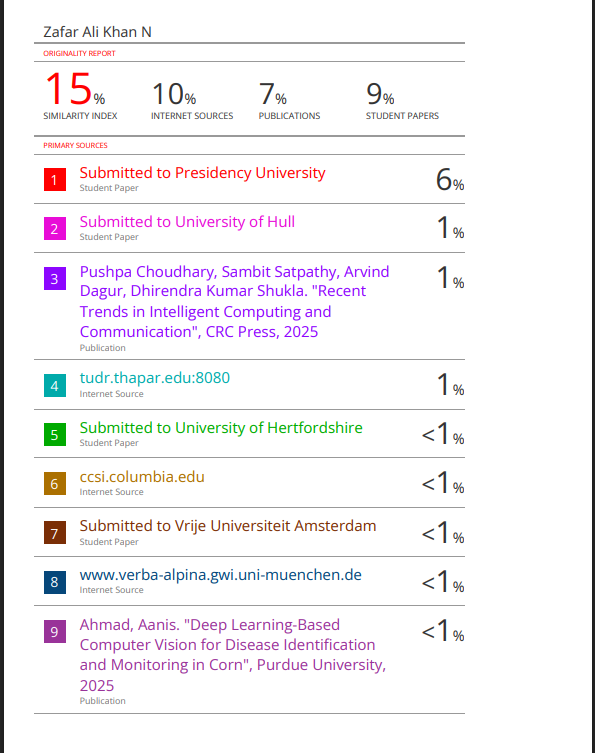 Zafar Ali Khan N
ORIGINALITY REPORT
15% 10% 7% 9%
SIMILARITY INDEX INTERNET SOURCES PUBLICATIONS STUDENT PAPERS
PRIMARY SOURCES
1 Submitted to Presidency University 6%
Student Paper
2 Submitted to University of Hull 1%
Student Paper
3 Pushpa Choudhary, Sambit Satpathy, Arvind 1%
Dagur, Dhirendra Kumar Shukla. "Recent
Trends in Intelligent Computing and
Communication", CRC Press, 2025
Publication
4 tudr.thapar.edu:8080 1%
Internet Source
5 Submitted to University of Hertfordshire <1%
Student Paper
6 ccsi.columbia.edu <1%
Internet Source
7 Submitted to Vrije Universiteit Amsterdam <1%
Student Paper
8 www.verba-alpina.gwi.uni-muenchen.de <1%
Internet Source
9 Ahmad, Aanis. "Deep Learning-Based <1%
Computer Vision for Disease Identification
and Monitoring in Corn", Purdue University,
2025
Publication